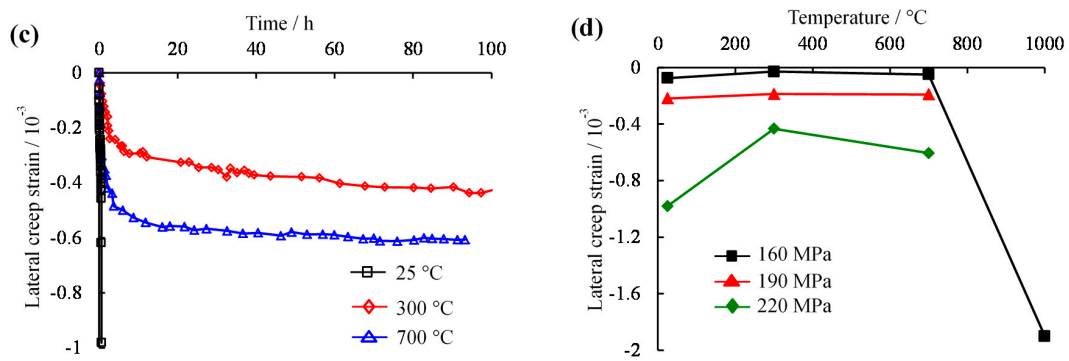 (c)
Time / h
0 20 40 60 80 100
Lateral creep strain / 10⁻³
0
-0.2
-0.4
-0.6
-0.8
-1
25 °C
300 °C
700 °C
(d)
Temperature / °C
0 200 400 600 800 1000
Lateral creep strain / 10⁻³
0
-0.4
-0.8
-1.2
-1.6
-2
160 MPa
190 MPa
220 MPa